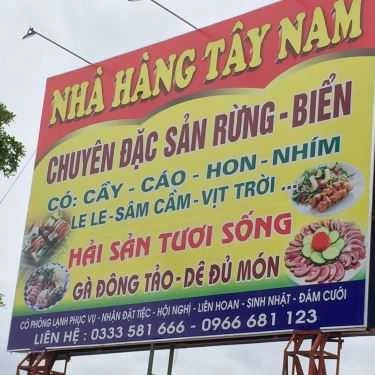 NHÀ HÀNG TÂY NAM
CHUYÊN ĐẶC SẢN RỪNG - BIỂN
CÓ: CẦY - CÁO - HON - NHÍM
LE LE - SÂM CẦM - VỊT TRỜI ...
HẢI SẢN TƯƠI SỐNG
GÀ ĐÔNG TẢO - DÊ ĐỦ MÓN
CÓ PHÒNG LẠNH PHỤC VỤ - NHẬN ĐẶT TIỆC - HỘI NGHỊ - LIÊN HOAN - SINH NHẬT - ĐÁM CƯỚI
LIÊN HỆ : 0333 581 666 - 0966 681 123